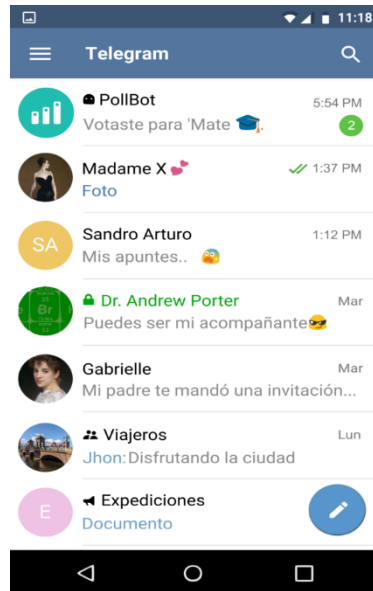 11:18
Telegram
PollBot 5:54 PM
Votaste para 'Mate 🎓. 2
Madame X 💕 1:37 PM
Foto
SA Sandro Arturo 1:12 PM
Mis apuntes.. 😨
Br Dr. Andrew Porter Mar
Puedes ser mi acompañante😎
Gabrielle Mar
Mi padre te mandó una invitación...
Viajeros Lun
Jhon: Disfrutando la ciudad
E Expediciones
Documento